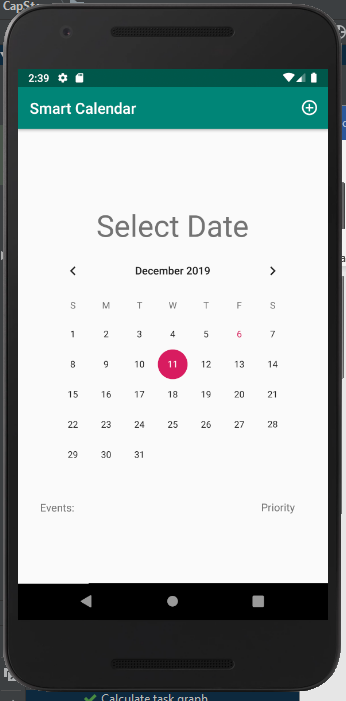 CapSt
2:39
Smart Calendar
Select Date
December 2019
S M T W T F S
1 2 3 4 5 6 7
8 9 10 11 12 13 14
15 16 17 18 19 20 21
22 23 24 25 26 27 28
29 30 31
Events: Priority
Calculate task graph